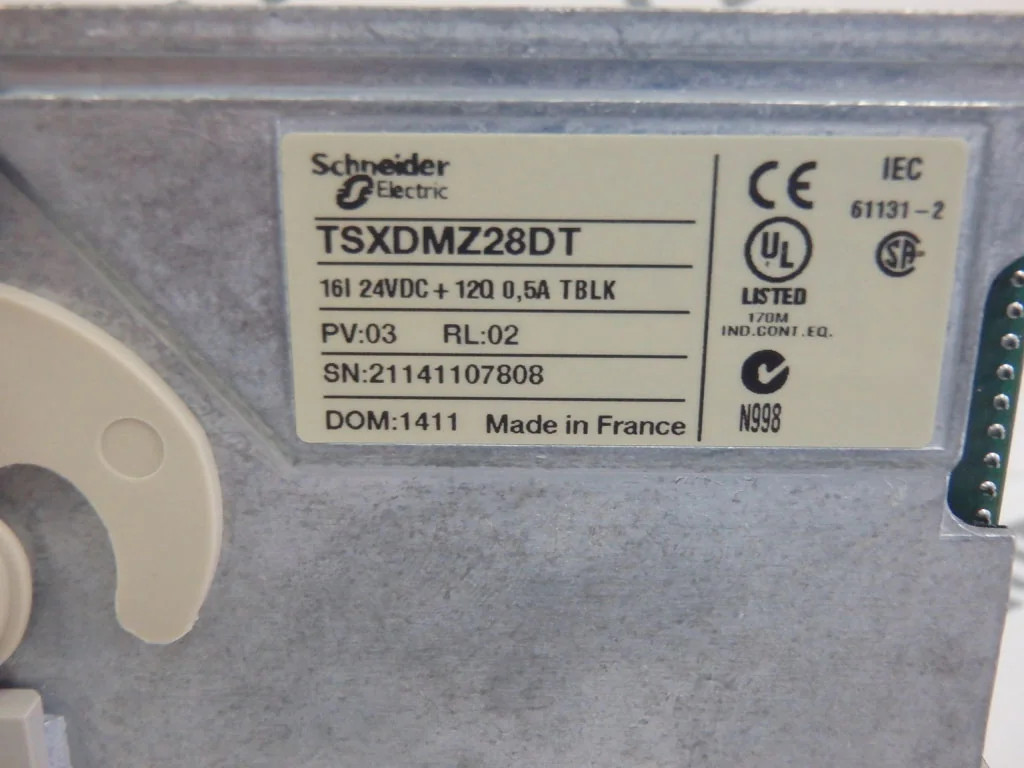 Schneider
Electric
TSXDMZ28DT
16I 24VDC + 12Q 0,5A TBLK
PV:03 RL:02
SN:21141107808
DOM:1411 Made in France
CE
UL
LISTED
170M
IND.CONT.EQ.
N998
IEC
61131-2
SA